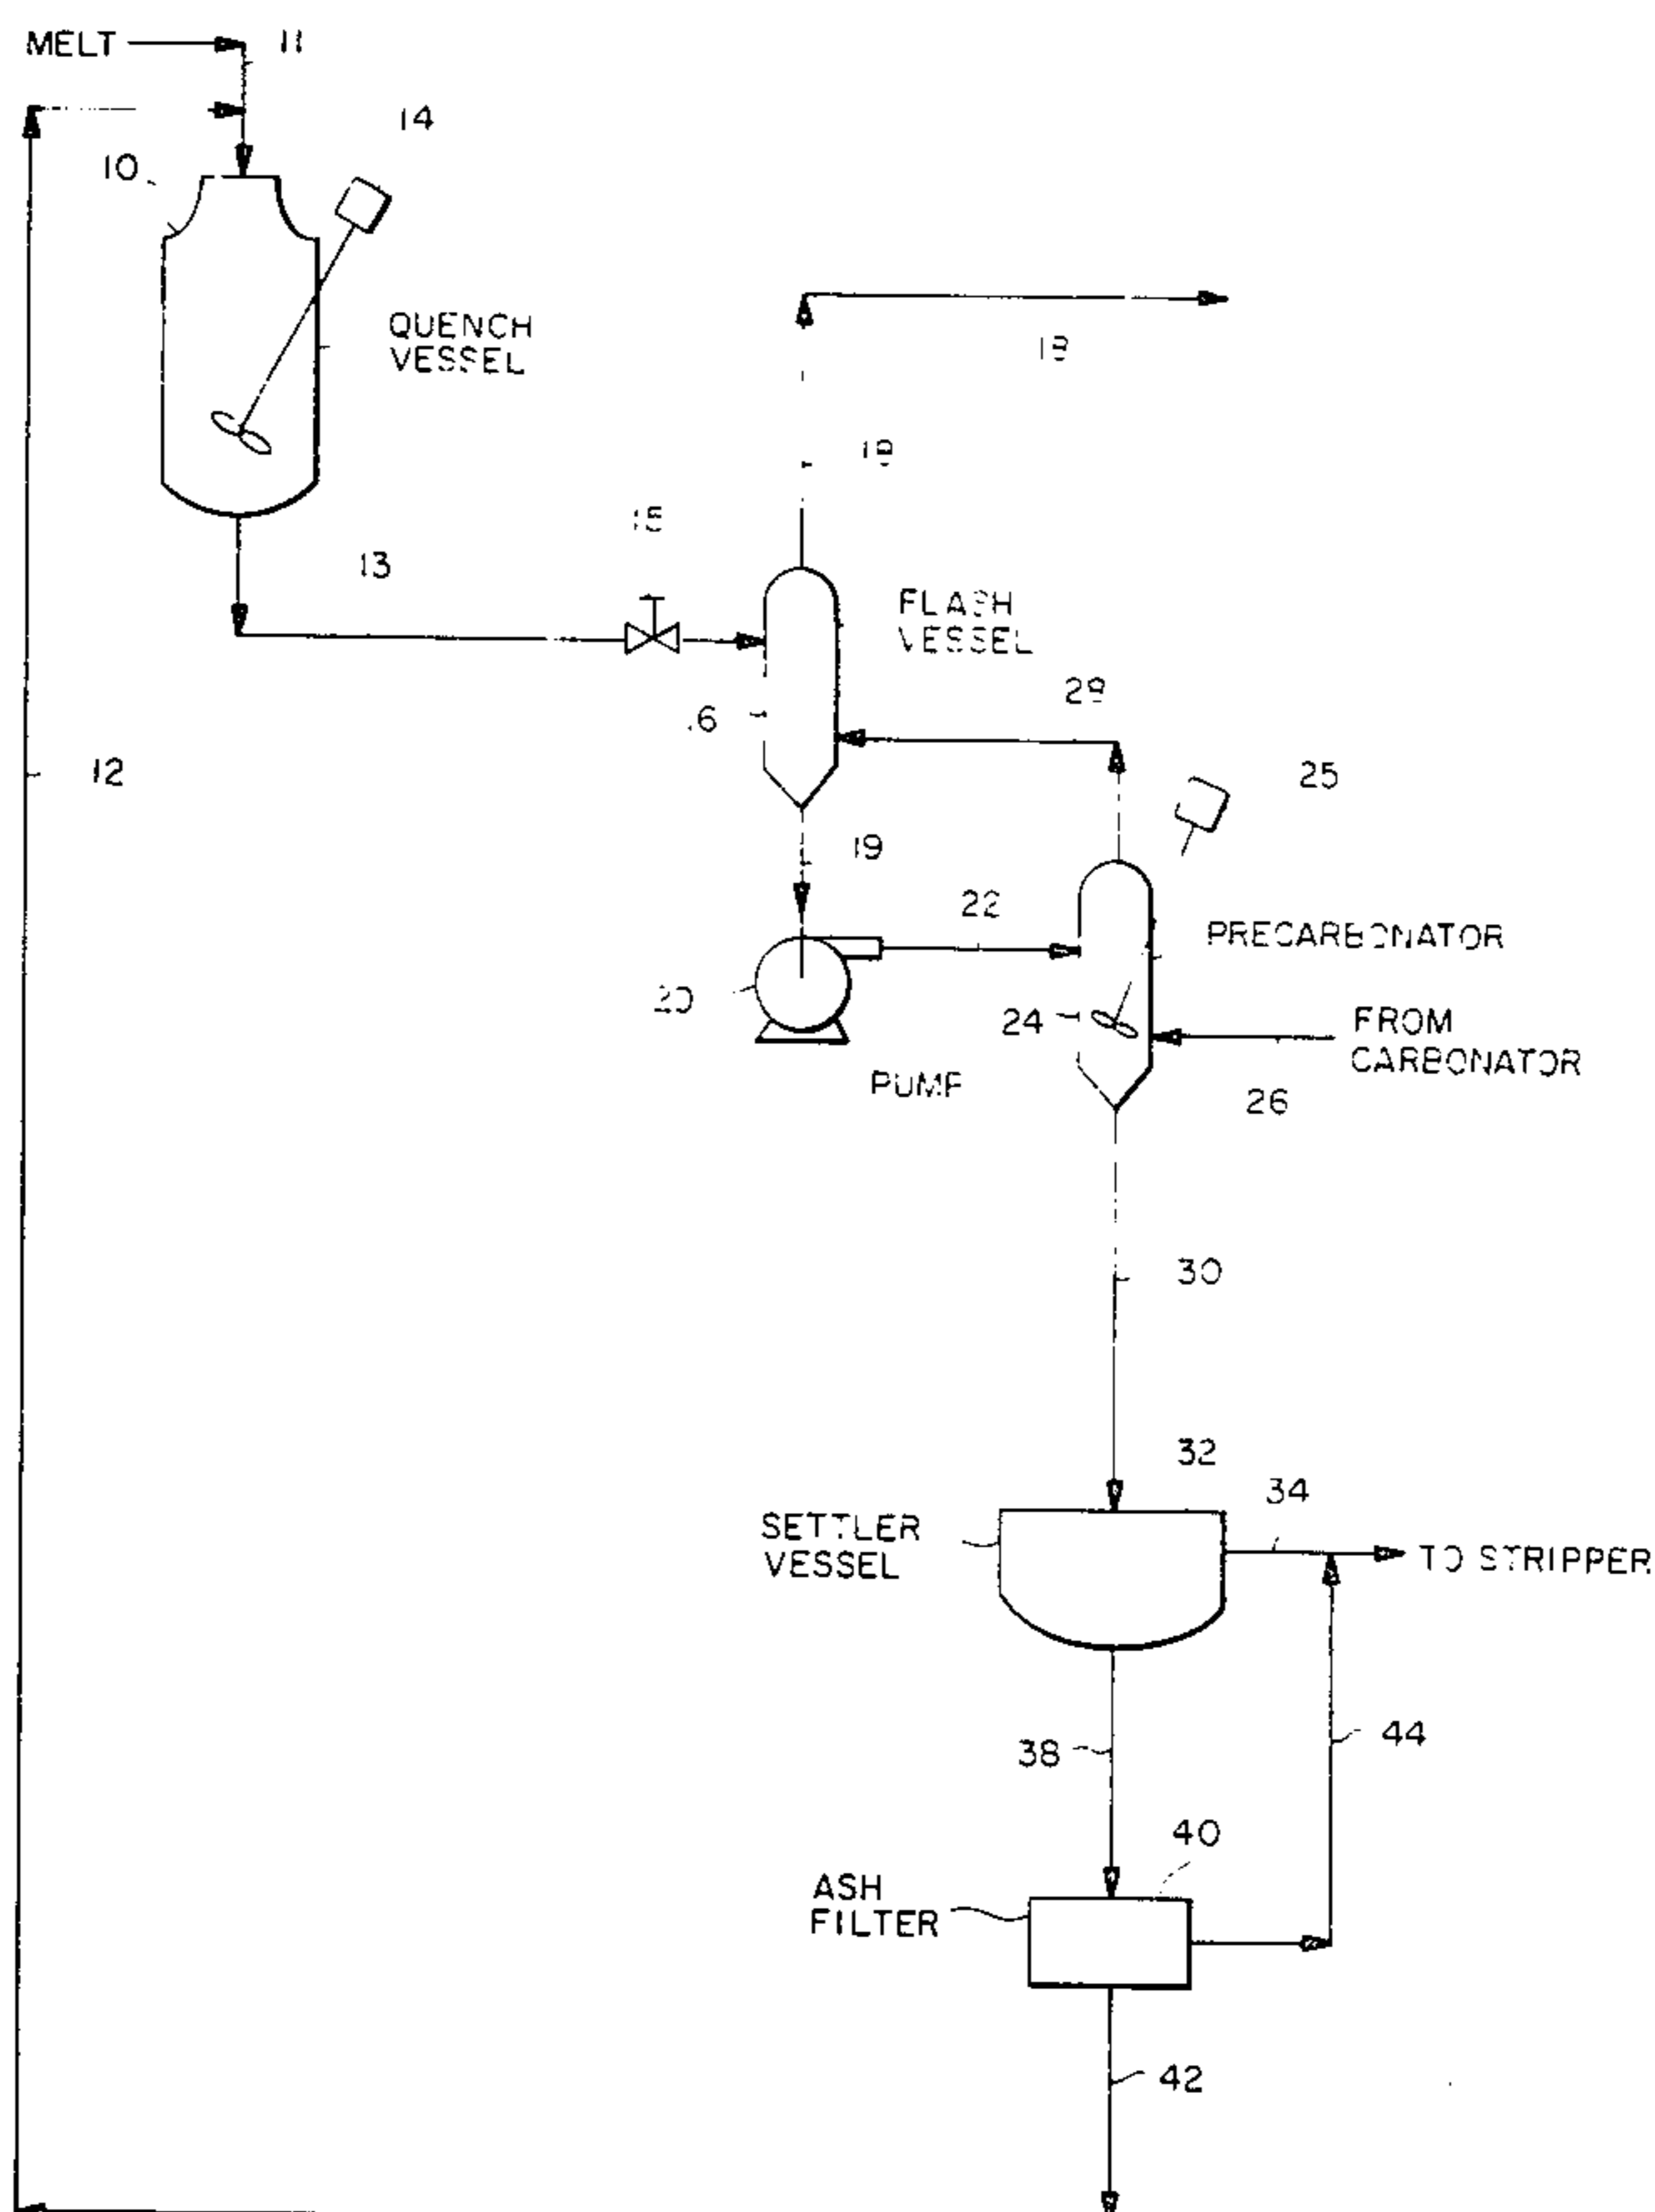 MELT
11
14
10
QUENCH
VESSEL
18
18
15
13
FLASH
VESSEL
16
28
12
25
19
22
PRECARBONATOR
20
24
FROM
CARBONATOR
PUMP
26
30
32
34
SETTLER
VESSEL
TO STRIPPER
38
44
40
ASH
FILTER
42